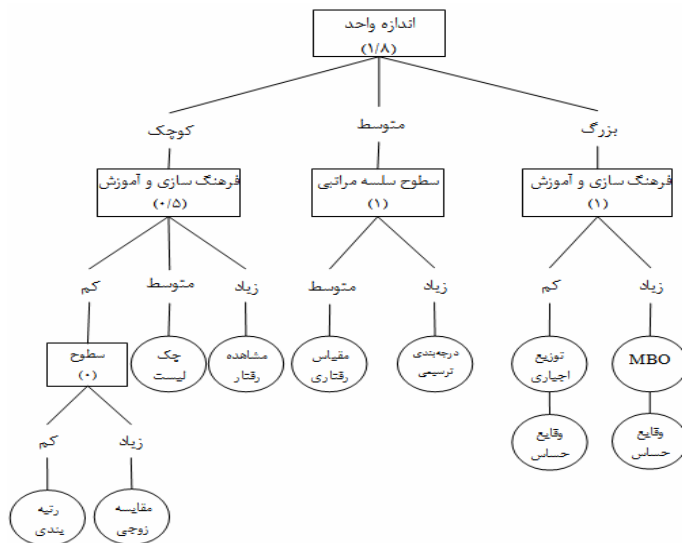 اندازه واحد
(۱/۸)
بزرگ
متوسط
کوچک
فرهنگ سازی و آموزش
(۱)
سطوح سلسه مراتبی
(۱)
فرهنگ سازی و آموزش
(۰/۵)
زیاد
کم
زیاد
متوسط
زیاد
متوسط
کم
MBO
توزیع
اجباری
درجه‌بندی
ترسیمی
مقیاس
رفتاری
مشاهده
رفتار
چک
لیست
سطوح
(۰)
وقایع
حساس
وقایع
حساس
زیاد
کم
مقایسه
زوجی
رتبه
بندی